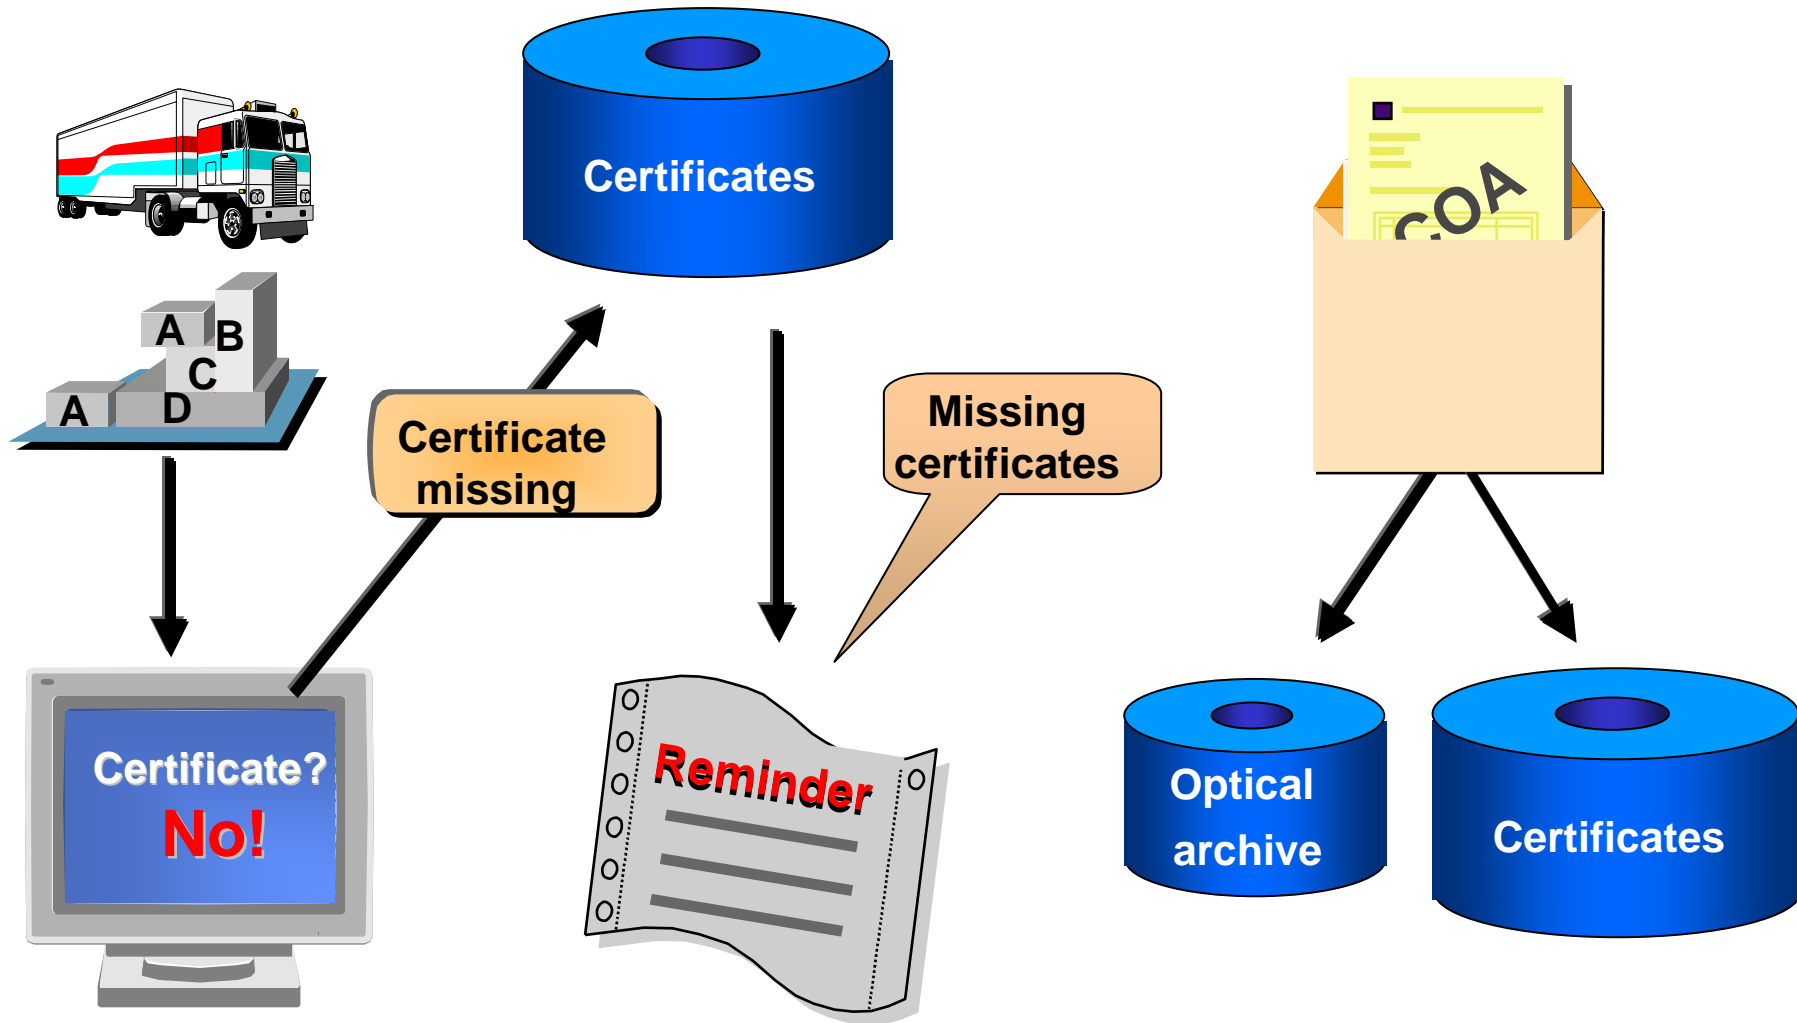 Certificates
COA
A
B
C
A
D
Certificate
missing
Missing
certificates
Certificate?
No!
Reminder
Optical
archive
Certificates